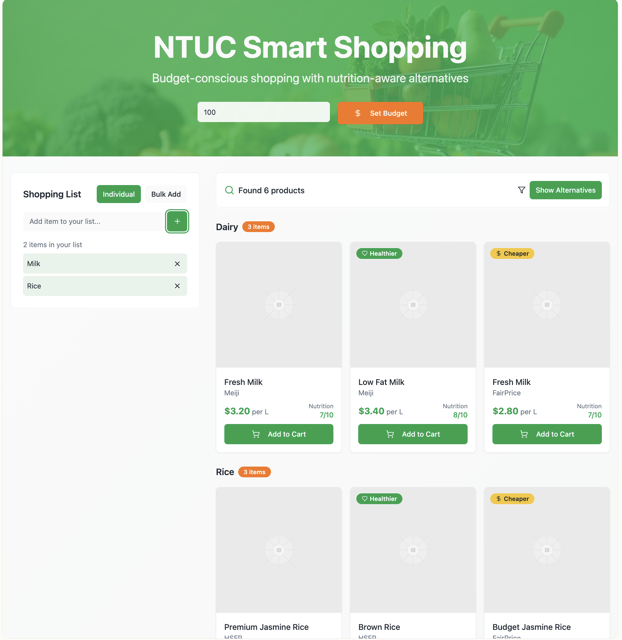 NTUC Smart Shopping
Budget-conscious shopping with nutrition-aware alternatives
100
$ Set Budget
Shopping List
Individual
Bulk Add
Add item to your list...
+
2 items in your list
Milk
Rice
Found 6 products
Show Alternatives
Dairy
3 items
Fresh Milk
Meiji
$3.20 per L
Nutrition
7/10
Add to Cart
Healthier
Low Fat Milk
Meiji
$3.40 per L
Nutrition
8/10
Add to Cart
$ Cheaper
Fresh Milk
FairPrice
$2.80 per L
Nutrition
7/10
Add to Cart
Rice
3 items
Premium Jasmine Rice
Healthier
Brown Rice
$ Cheaper
Budget Jasmine Rice
FairPrice